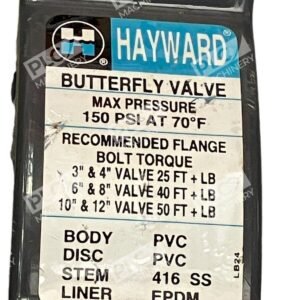 HAYWARD®
BUTTERFLY VALVE
MAX PRESSURE
150 PSI AT 70°F
RECOMMENDED FLANGE
BOLT TORQUE
3" & 4" VALVE 25 FT + LB
6" & 8" VALVE 40 FT + LB
10" & 12" VALVE 50 FT + LB
BODY PVC
DISC PVC
STEM 416 SS
LINER EPDM
LB24